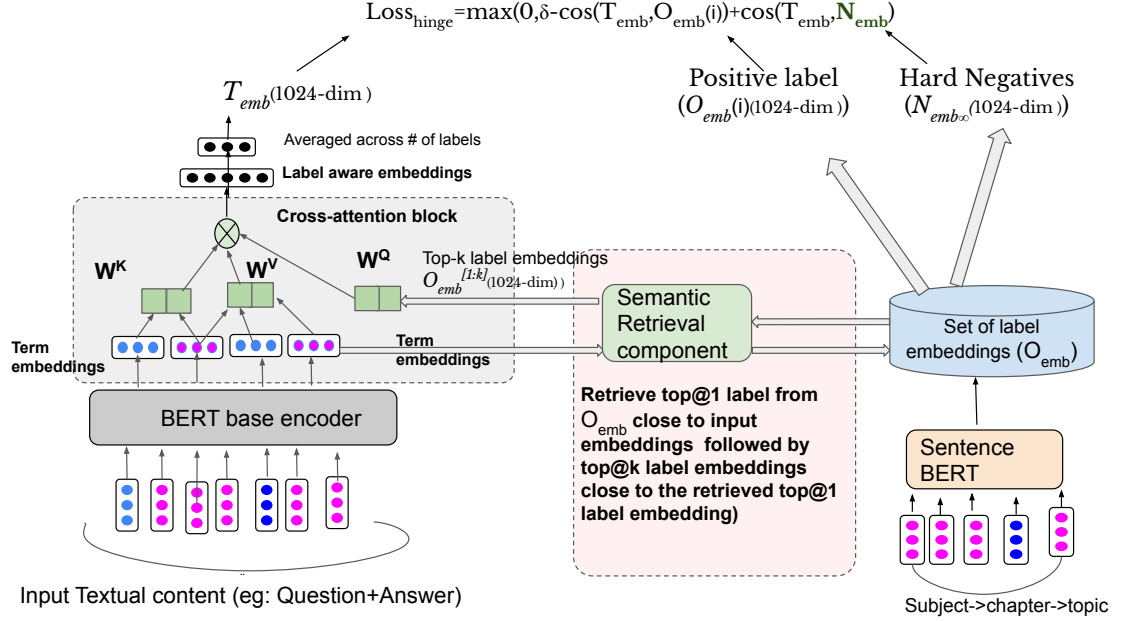 Loss_hinge=max(0,δ-cos(T_emb,O_emb(i))+cos(T_emb,N_emb)
T_emb(1024-dim)
Positive label
(O_emb(i)(1024-dim))
Hard Negatives
(N_emb∞(1024-dim))
Averaged across # of labels
Label aware embeddings
Cross-attention block
W^K
W^V
W^Q
Top-k label embeddings
O_emb^[1:k](1024-dim))
Term
embeddings
Term
embeddings
Semantic
Retrieval
component
Set of label
embeddings (O_emb)
BERT base encoder
Retrieve top@1 label from
O_emb close to input
embeddings followed by
top@k label embeddings
close to the retrieved top@1
label embedding)
Sentence
BERT
..
Input Textual content (eg: Question+Answer)
Subject->chapter->topic